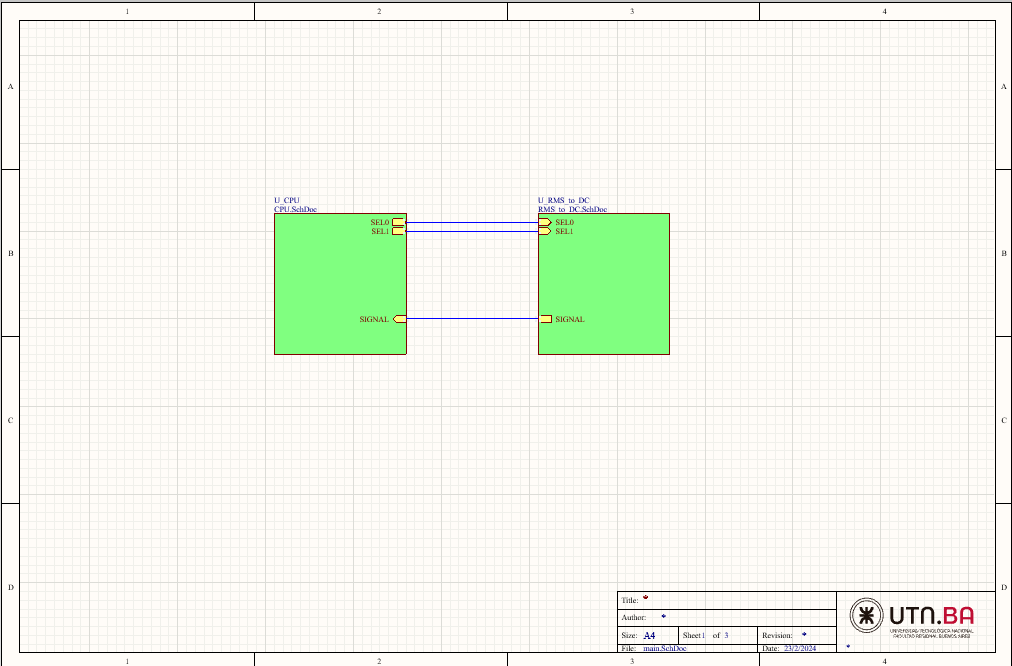 1 2 3 4
A A
U_CPU
CPU.SchDoc
U_RMS_to_DC
RMS_to_DC.SchDoc
SEL0
SEL1
SIGNAL
SEL0
SEL1
SIGNAL
B B
C C
D D
Title: *
Author: *
Size: A4 Sheet1 of 3 Revision: *
File: main.SchDoc Date: 23/2/2024 *
UTN.BA
UNIVERSIDAD TECNOLÓGICA NACIONAL
FACULTAD REGIONAL BUENOS AIRES
1 2 3 4